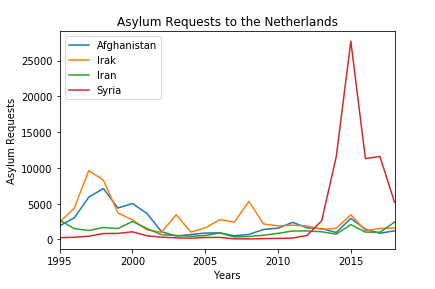 Asylum Requests to the Netherlands
Afghanistan
Irak
Iran
Syria
25000
20000
15000
10000
5000
0
Asylum Requests
1995
2000
2005
2010
2015
Years